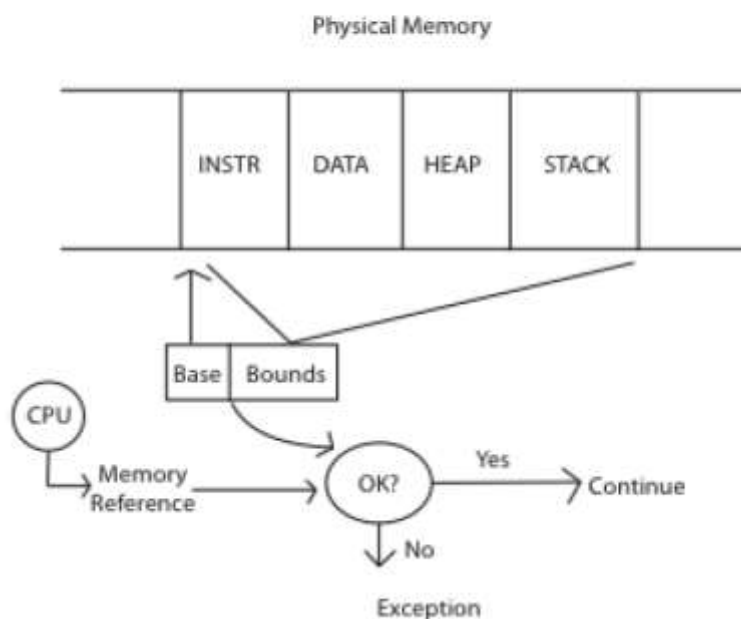 Physical Memory
INSTR DATA HEAP STACK
Base Bounds
CPU
Memory
Reference
OK?
Yes
Continue
No
Exception